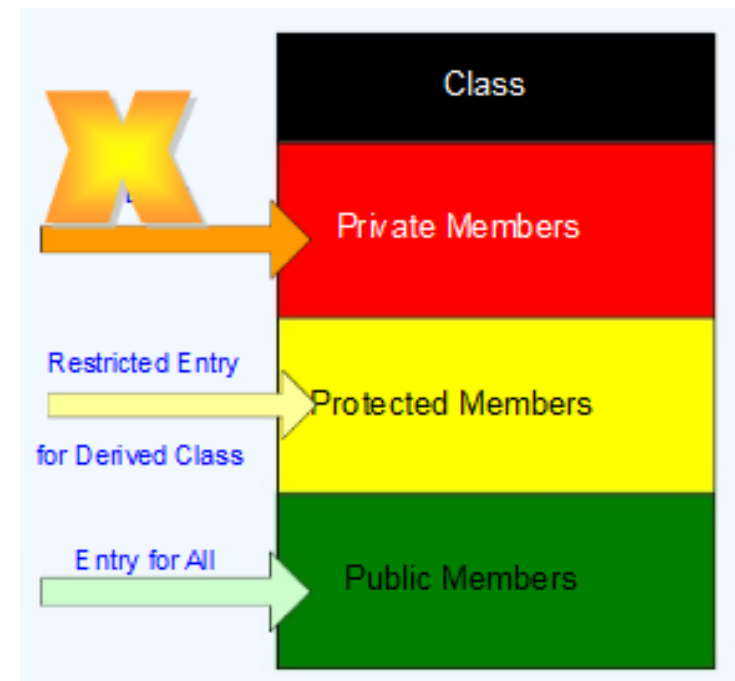 Class
Private Members
Restricted Entry
Protected Members
for Derived Class
Entry for All
Public Members